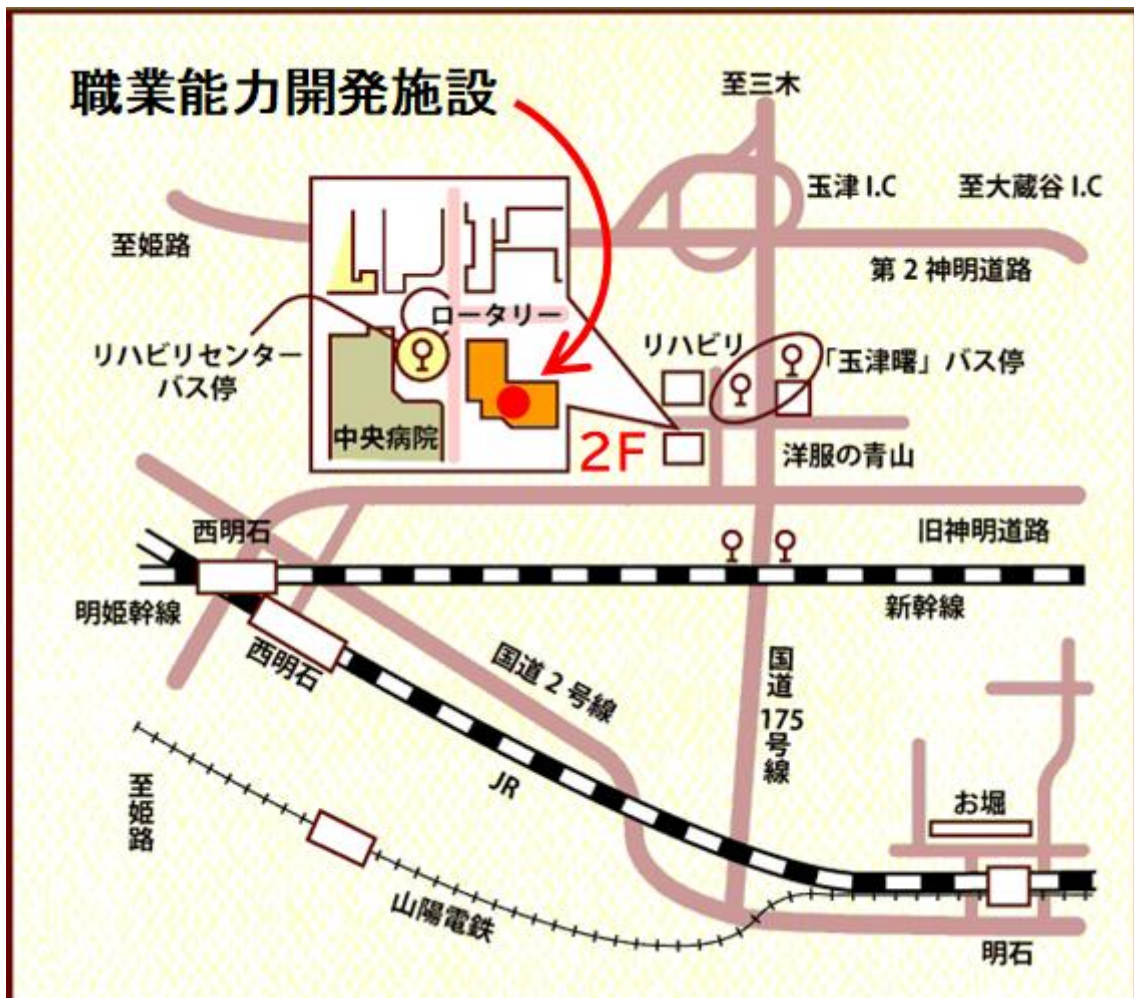 職業能力開発施設
至三木
玉津 I.C
至大蔵谷 I.C
至姫路
第2神明道路
ロータリー
リハビリセンター
バス停
リハビリ
「玉津曙」バス停
中央病院
2F
洋服の青山
西明石
旧神明道路
明姫幹線
新幹線
西明石
国道2号線
国道
175
号線
JR
至姫路
お堀
山陽電鉄
明石